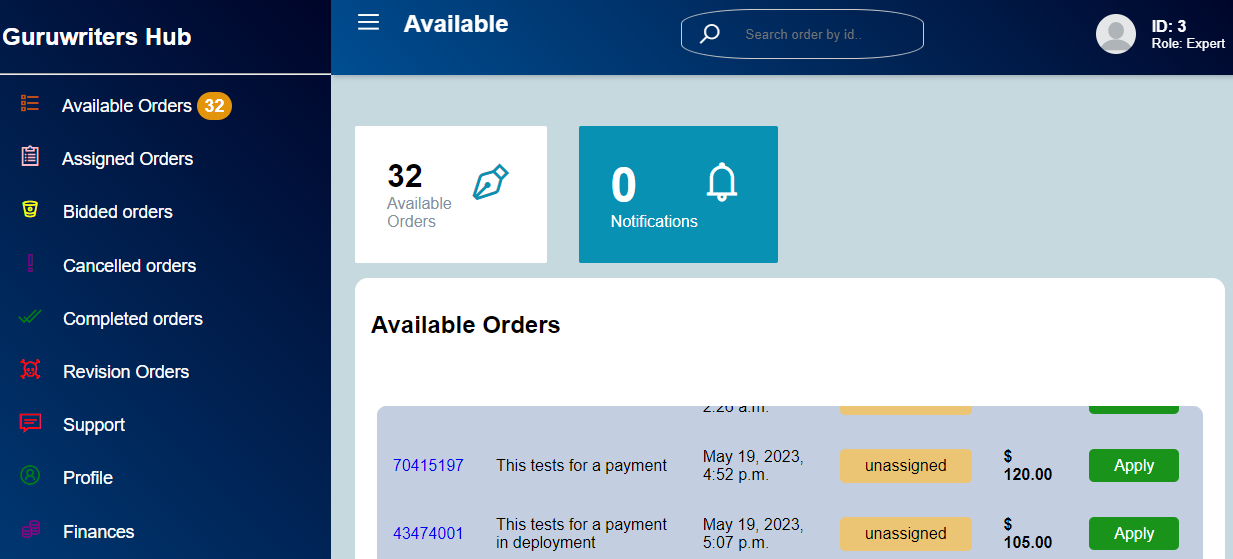 Guruwriters Hub
Available
Search order by id..
ID: 3
Role: Expert
Available Orders 32
Assigned Orders
Bidded orders
Cancelled orders
Completed orders
Revision Orders
Support
Profile
Finances
32
Available
Orders
0
Notifications
Available Orders
2:26 a.m.
70415197 This tests for a payment May 19, 2023,
4:52 p.m. unassigned $
120.00 Apply
43474001 This tests for a payment
in deployment May 19, 2023,
5:07 p.m. unassigned $
105.00 Apply